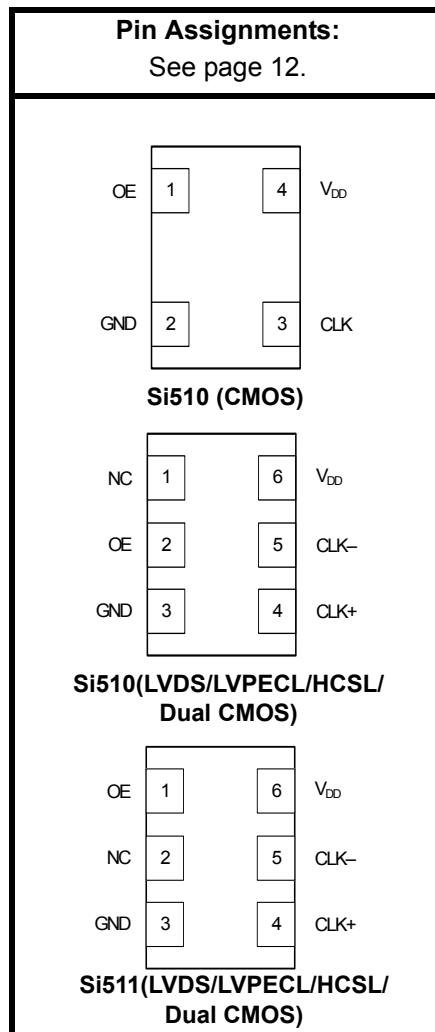 Pin Assignments:
See page 12.
OE 1 4 VDD
GND 2 3 CLK
Si510 (CMOS)
NC 1 6 VDD
OE 2 5 CLK–
GND 3 4 CLK+
Si510(LVDS/LVPECL/HCSL/
Dual CMOS)
OE 1 6 VDD
NC 2 5 CLK–
GND 3 4 CLK+
Si511(LVDS/LVPECL/HCSL/
Dual CMOS)